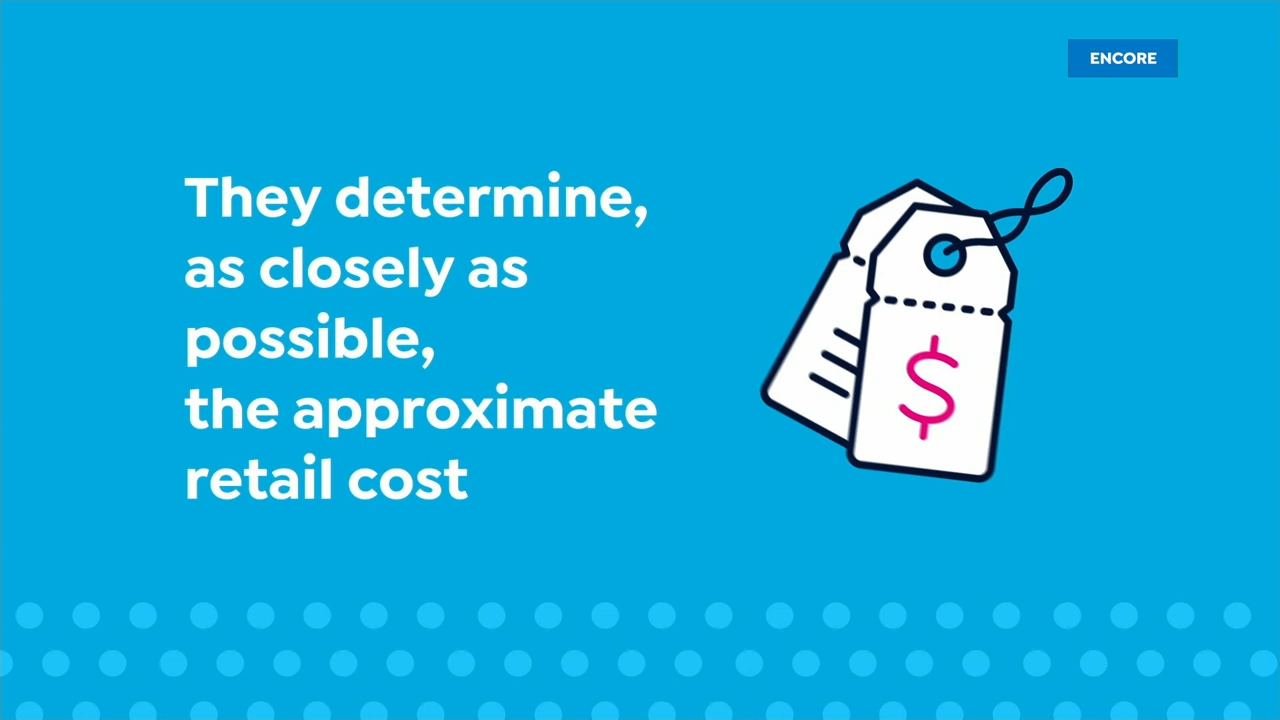 ENCORE
They determine,
as closely as
possible,
the approximate
retail cost
$